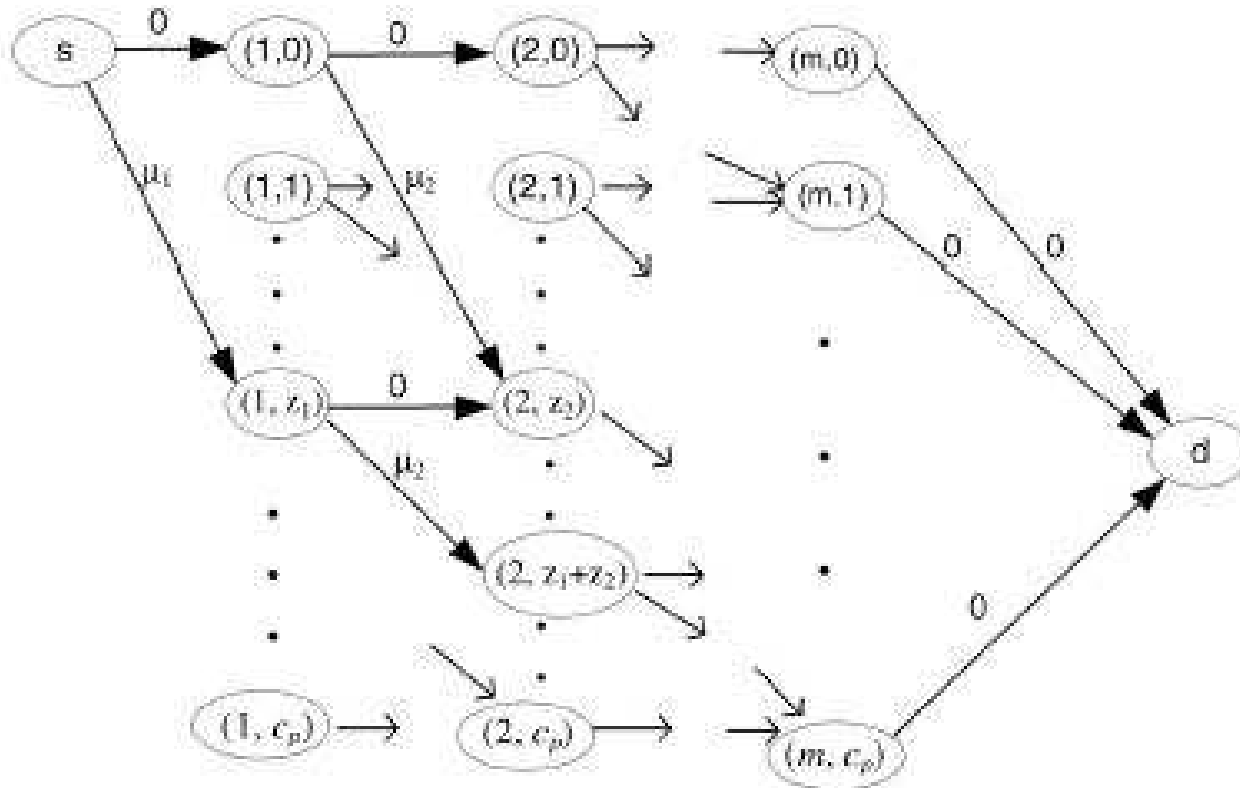 0 0
s (1,0) (2,0) (m,0)
μ₁ (1,1) μ₂ (2,1) (m,1)
0 0
0
(1, z₁) (2, z₂)
d
μ₂
(2, z₁+z₂)
0
(1, cₚ) (2, cₚ) (m, cₚ)